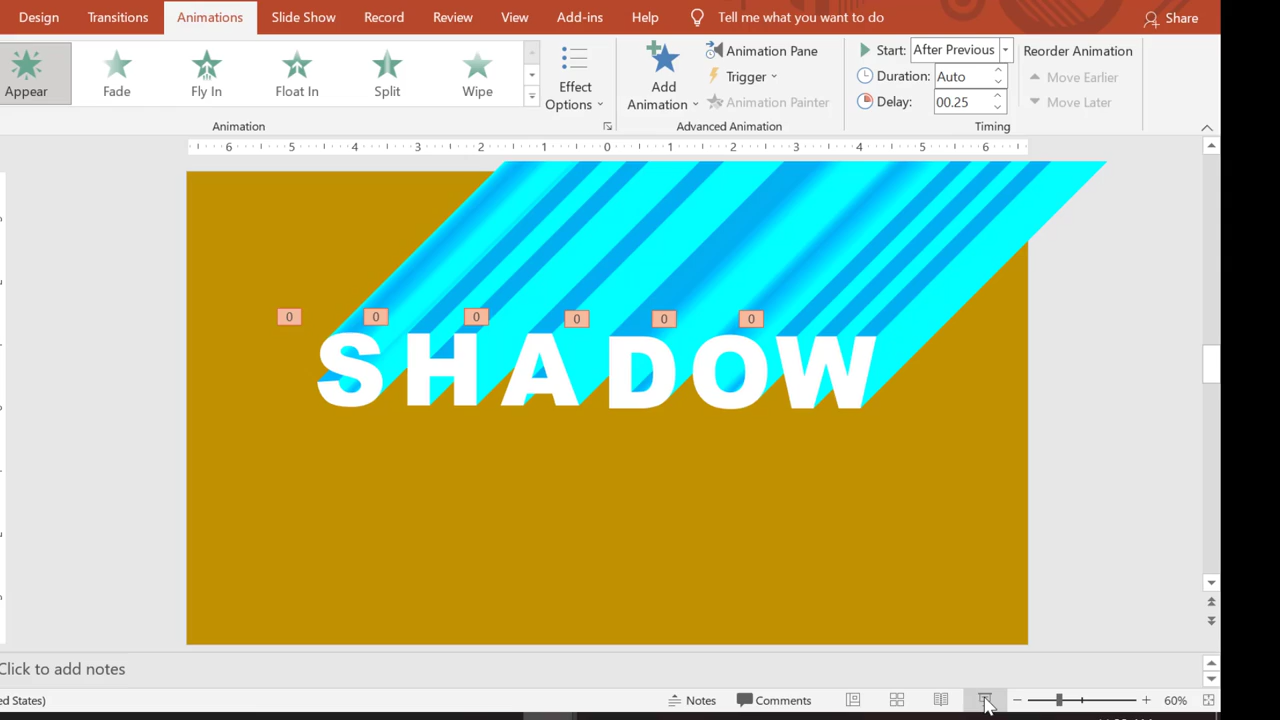 Design Transitions Animations Slide Show Record Review View Add-ins Help Tell me what you want to do Share
Appear Fade Fly In Float In Split Wipe Effect Options Add Animation Animation Pane Trigger Animation Painter Start: After Previous Duration: Auto Delay: 00.25 Reorder Animation Move Earlier Move Later
Animation Advanced Animation Timing
6 5 4 3 2 1 0 1 2 3 4 5 6
0 0 0 0 0 0
SHADOW
Click to add notes
ed States) Notes Comments 60%